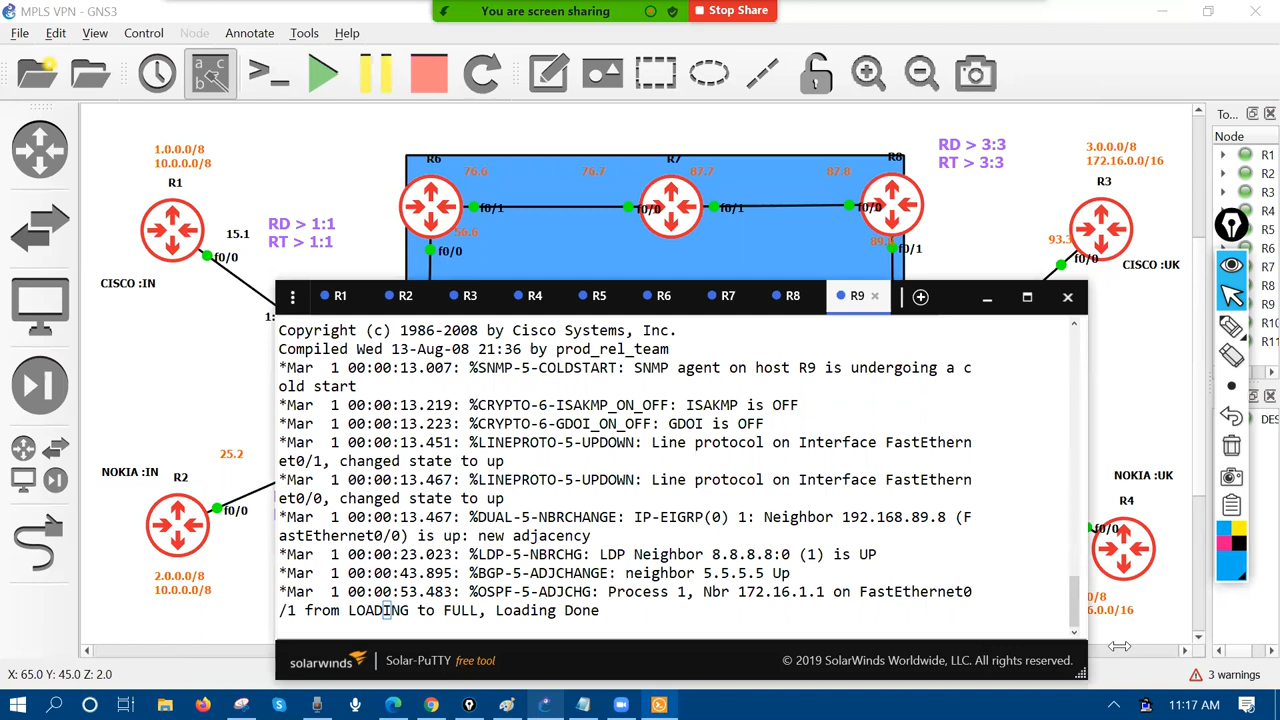 MPLS VPN - GNS3
You are screen sharing
Stop Share
File Edit View Control Node Annotate Tools Help
R6
R7
R8
76.6
76.7
87.7
87.8
f0/1
f0/0
f0/1
f0/0
56.6
f0/0
f0/1
1.0.0.0/8
10.0.0.0/8
R1
15.1
f0/0
CISCO :IN
RD > 1:1
RT > 1:1
RD > 3:3
RT > 3:3
3.0.0.0/8
172.16.0.0/16
R3
93.3
f0/0
CISCO :UK
To...
Node
R1
R2
R3
R4
R5
R6
R7
R8
R9
R10
R11
R1 R2 R3 R4 R5 R6 R7 R8 R9
Copyright (c) 1986-2008 by Cisco Systems, Inc.
Compiled Wed 13-Aug-08 21:36 by prod_rel_team
*Mar 1 00:00:13.007: %SNMP-5-COLDSTART: SNMP agent on host R9 is undergoing a c
old start
*Mar 1 00:00:13.219: %CRYPTO-6-ISAKMP_ON_OFF: ISAKMP is OFF
*Mar 1 00:00:13.223: %CRYPTO-6-GDOI_ON_OFF: GDOI is OFF
*Mar 1 00:00:13.451: %LINEPROTO-5-UPDOWN: Line protocol on Interface FastEthern
et0/1, changed state to up
*Mar 1 00:00:13.467: %LINEPROTO-5-UPDOWN: Line protocol on Interface FastEthern
et0/0, changed state to up
*Mar 1 00:00:13.467: %DUAL-5-NBRCHANGE: IP-EIGRP(0) 1: Neighbor 192.168.89.8 (F
astEthernet0/0) is up: new adjacency
*Mar 1 00:00:23.023: %LDP-5-NBRCHG: LDP Neighbor 8.8.8.8:0 (1) is UP
*Mar 1 00:00:43.895: %BGP-5-ADJCHANGE: neighbor 5.5.5.5 Up
*Mar 1 00:00:53.483: %OSPF-5-ADJCHG: Process 1, Nbr 172.16.1.1 on FastEthernet0
/1 from LOADING to FULL, Loading Done
solarwinds Solar-PuTTY free tool
© 2019 SolarWinds Worldwide, LLC. All rights reserved.
NOKIA :IN
25.2
R2
f0/0
2.0.0.0/8
10.0.0.0/8
NOKIA :UK
R4
f0/0
X: 65.0 Y: 45.0 Z: 2.0
3 warnings
11:17 AM